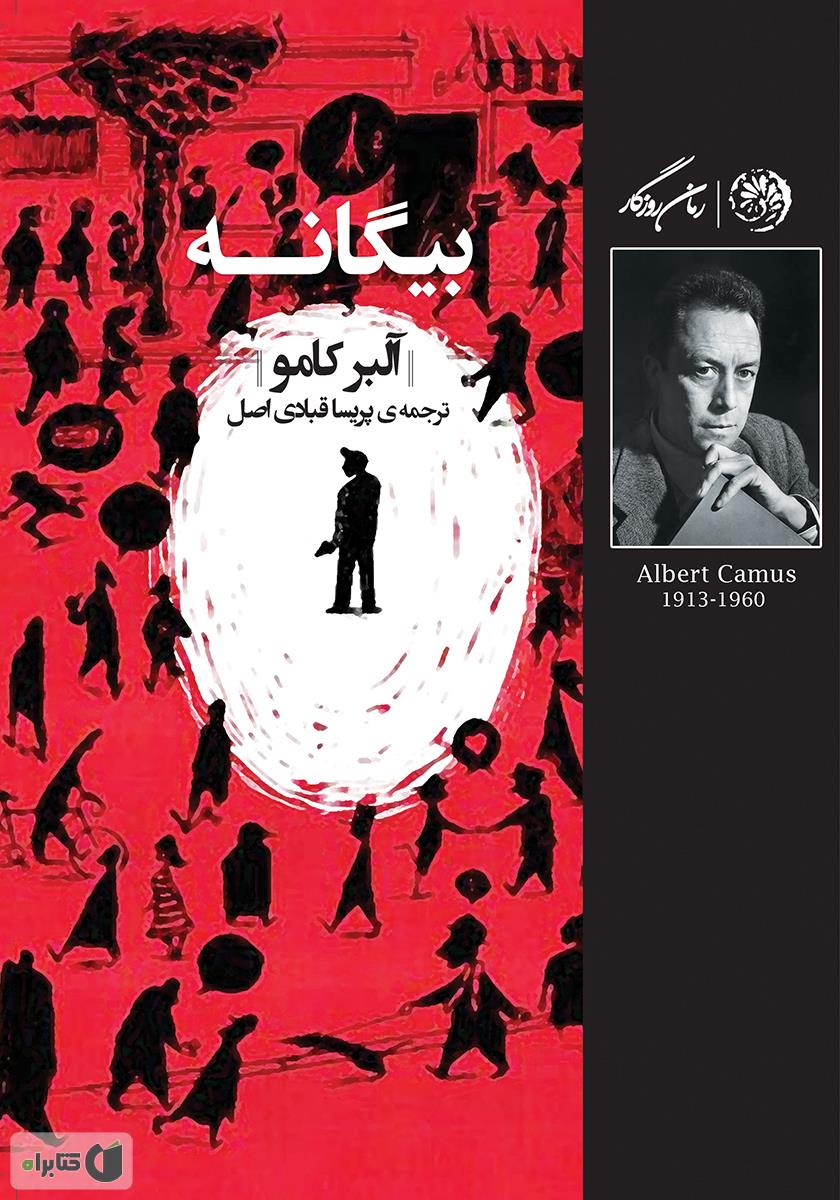 رمان روزگار
بیگانه
آلبر کامو
ترجمه‌ی پریسا قبادی اصل
Albert Camus
1913-1960
کتابراه